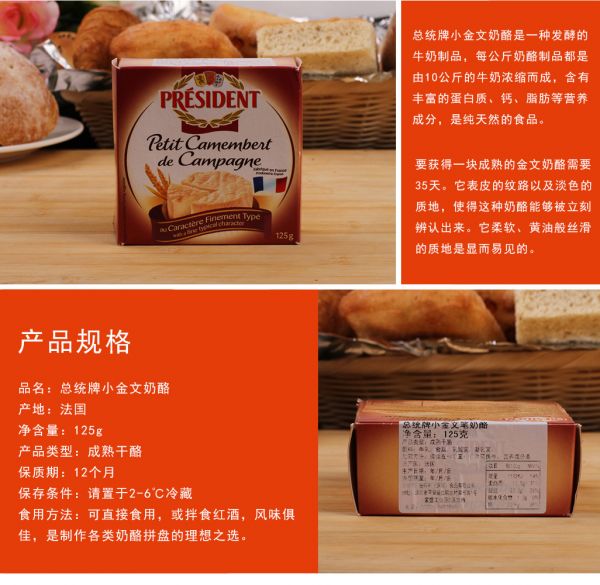 PRÉSIDENT
Petit Camembert
de Campagne
Fabriqué en France
au Caractère Finement Typé
with a fine typical character
125g
总统牌小金文奶酪是一种发酵的
牛奶制品，每公斤奶酪制品都是
由10公斤的牛奶浓缩而成，含有
丰富的蛋白质、钙、脂肪等营养
成分，是纯天然的食品。
要获得一块成熟的金文奶酪需要
35天。它表皮的纹路以及淡色的
质地，使得这种奶酪能够被立刻
辨认出来。它柔软、黄油般丝滑
的质地是显而易见的。
产品规格
品名：总统牌小金文奶酪
产地：法国
净含量：125g
产品类型：成熟干酪
保质期：12个月
保存条件：请置于2-6℃冷藏
食用方法：可直接食用，或拌食红酒，风味俱
佳，是制作各类奶酪拼盘的理想之选。
总统牌小金文笔奶酪
净含量：125克
产品类型：成熟干酪